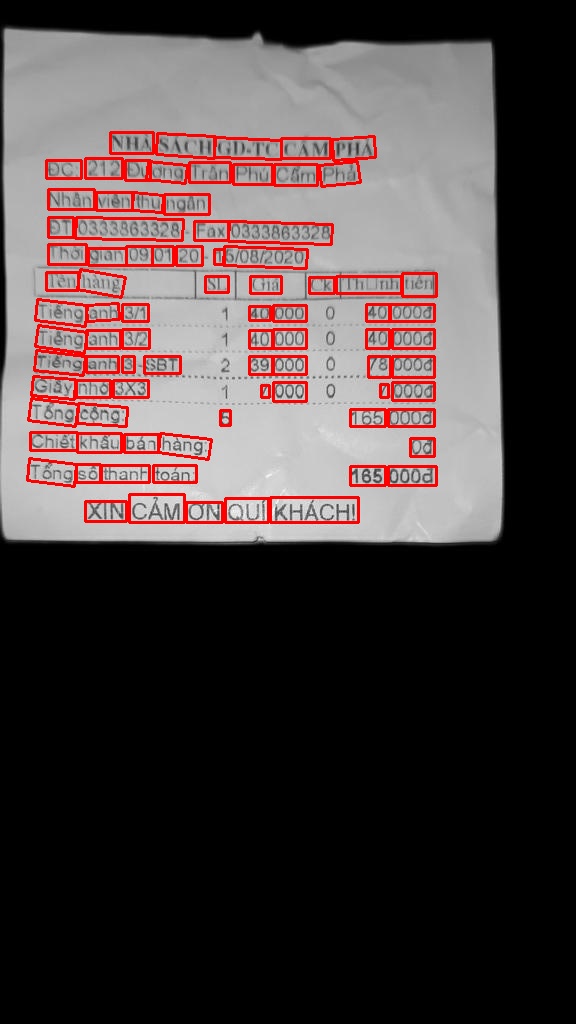 NHÀ SÁCH GD-TC CẨM PHẢ
ĐC: 212 Đường Trần Phú Cẩm Phả
Nhân viên thu ngân
ĐT 0333863328 - Fax 0333863328
Thời gian 09 01 20 - 15/08/2020
Tên hàng SL Giá Ck Th□nh tiền
Tiếng anh 3/1 1 40 000 0 40 000đ
Tiếng anh 3/2 1 40 000 0 40 000đ
Tiếng anh 3 - SBT 2 39 000 0 78 000đ
Giấy nhớ 3X3 1 7 000 0 7 000đ
Tổng cộng: 5 165 000đ
Chiết khấu bán hàng: 0đ
Tổng số thanh toán: 165 000đ
XIN CẢM ƠN QUÍ KHÁCH!